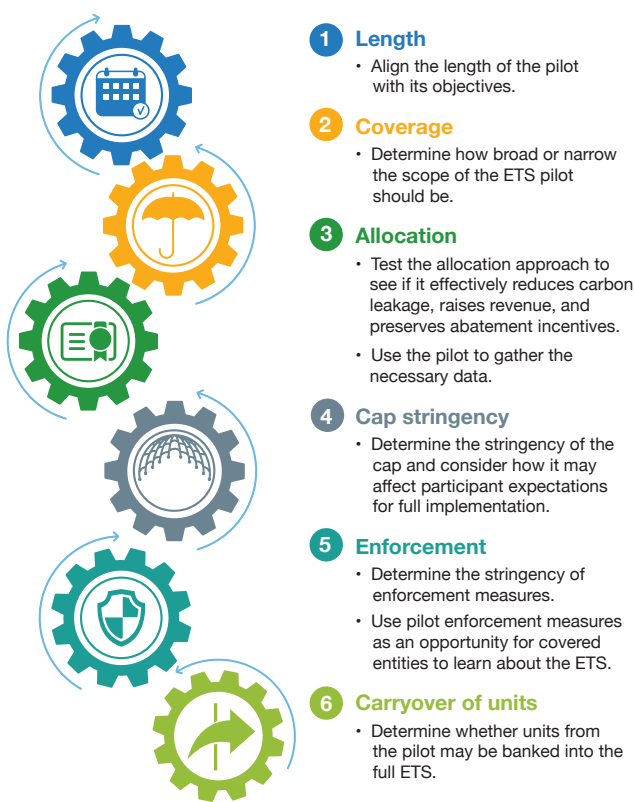 1 Length
• Align the length of the pilot
with its objectives.
2 Coverage
• Determine how broad or narrow
the scope of the ETS pilot
should be.
3 Allocation
• Test the allocation approach to
see if it effectively reduces carbon
leakage, raises revenue, and
preserves abatement incentives.
• Use the pilot to gather the
necessary data.
4 Cap stringency
• Determine the stringency of the
cap and consider how it may
affect participant expectations
for full implementation.
5 Enforcement
• Determine the stringency of
enforcement measures.
• Use pilot enforcement measures
as an opportunity for covered
entities to learn about the ETS.
6 Carryover of units
• Determine whether units from
the pilot may be banked into the
full ETS.